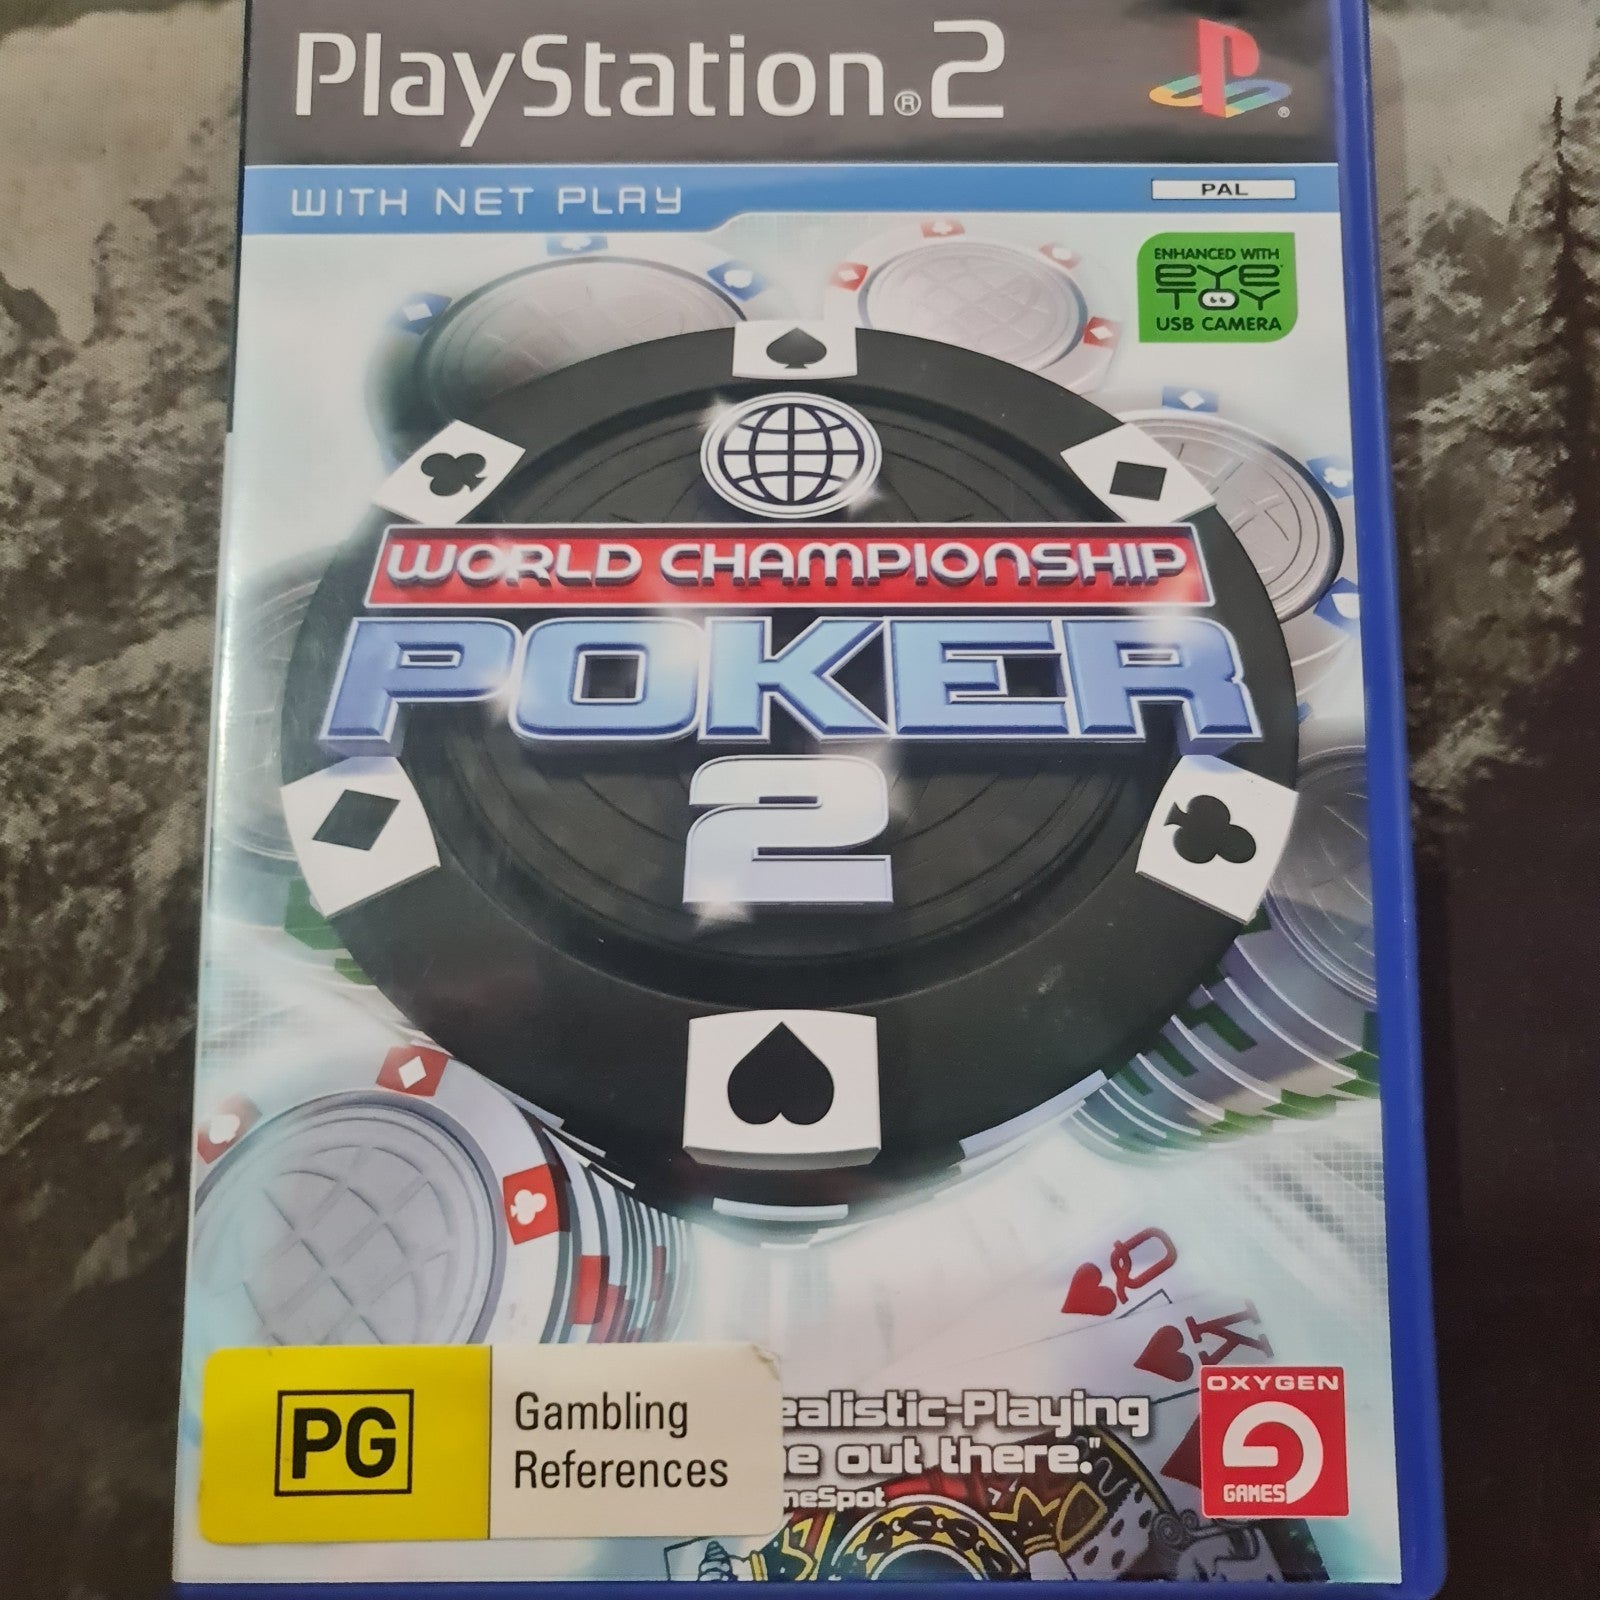 PlayStation®2
WITH NET PLAY
PAL
ENHANCED WITH
EYE
TOY
USB CAMERA
WORLD CHAMPIONSHIP
POKER
2
Q
K
PG
Gambling
References
ealistic-Playing
e out there."
meSpot
OXYGEN
GAMES